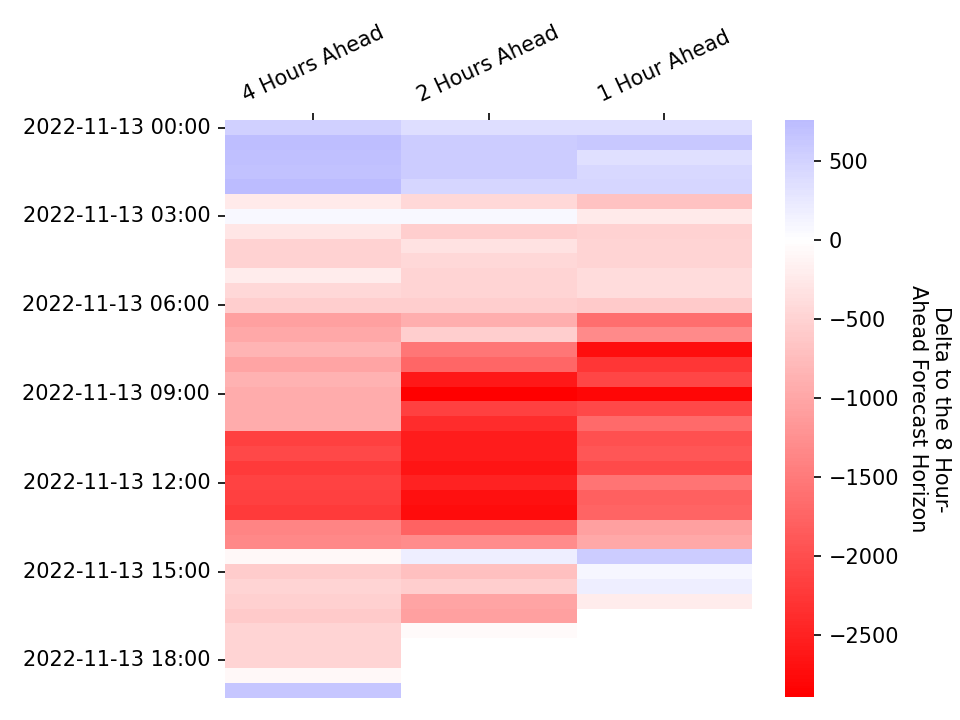 4 Hours Ahead
2 Hours Ahead
1 Hour Ahead
2022-11-13 00:00
2022-11-13 03:00
2022-11-13 06:00
2022-11-13 09:00
2022-11-13 12:00
2022-11-13 15:00
2022-11-13 18:00
500
0
−500
−1000
−1500
−2000
−2500
Delta to the 8 Hour-
Ahead Forecast Horizon